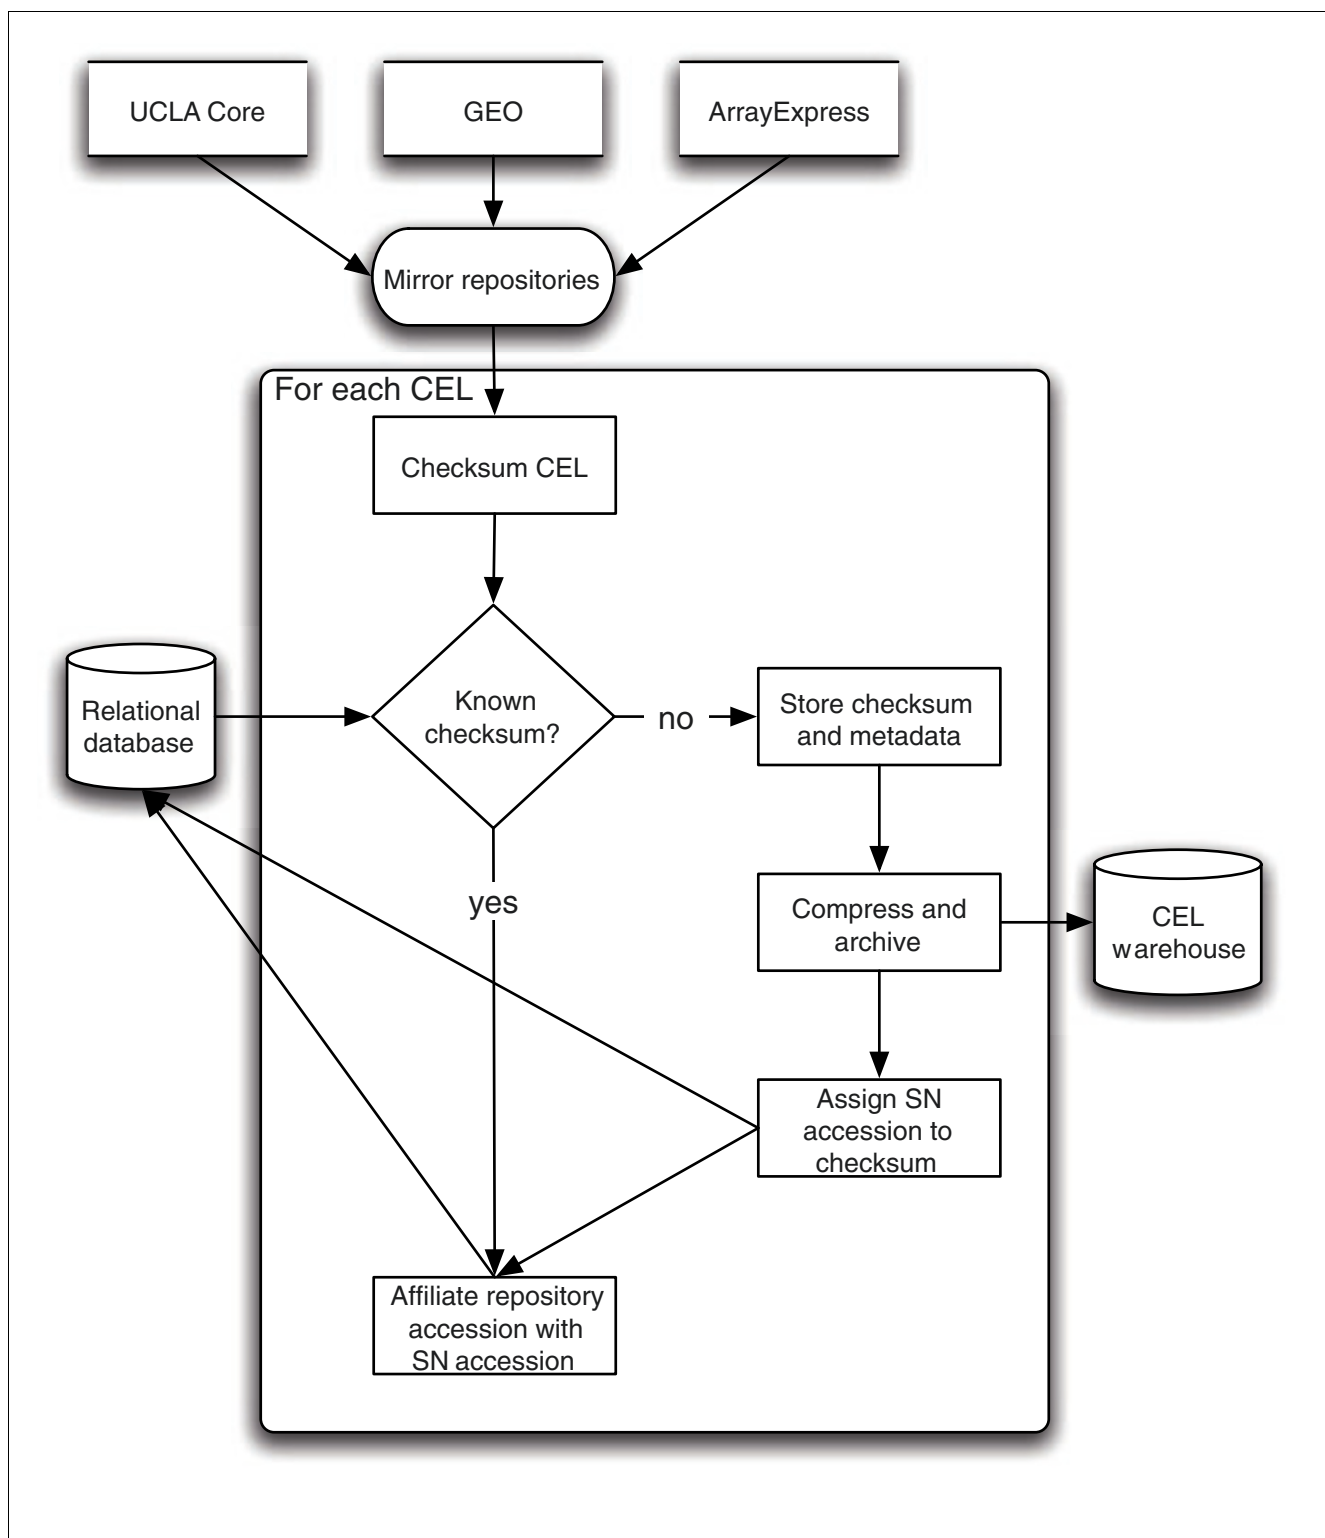 UCLA Core
GEO
ArrayExpress
Mirror repositories
For each CEL
Checksum CEL
Relational
database
Known
checksum?
no
Store checksum
and metadata
yes
Compress and
archive
CEL
warehouse
Assign SN
accession to
checksum
Affiliate repository
accession with
SN accession